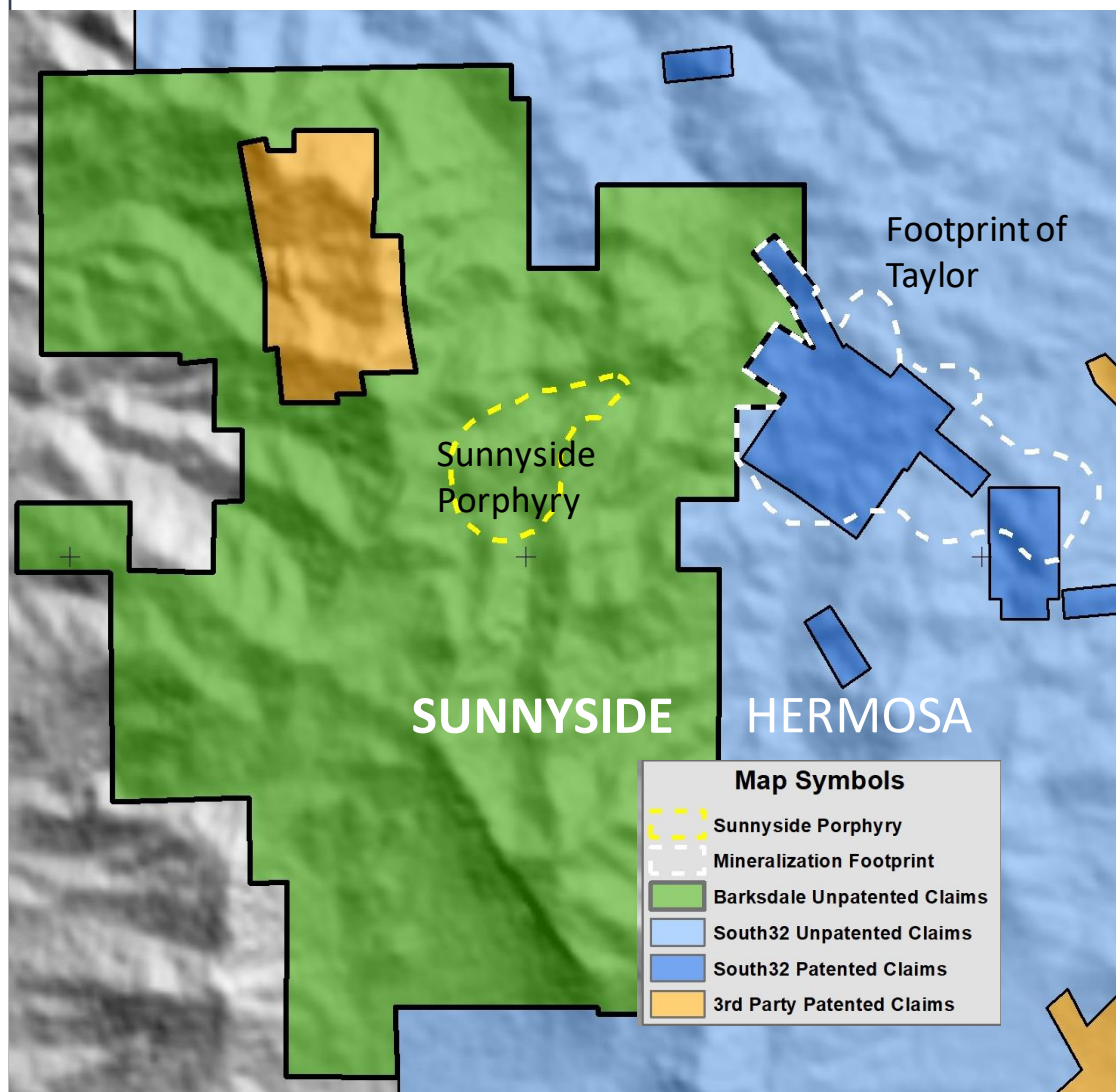 Footprint of
Taylor
Sunnyside
Porphyry
SUNNYSIDE
HERMOSA
Map Symbols
Sunnyside Porphyry
Mineralization Footprint
Barksdale Unpatented Claims
South32 Unpatented Claims
South32 Patented Claims
3rd Party Patented Claims